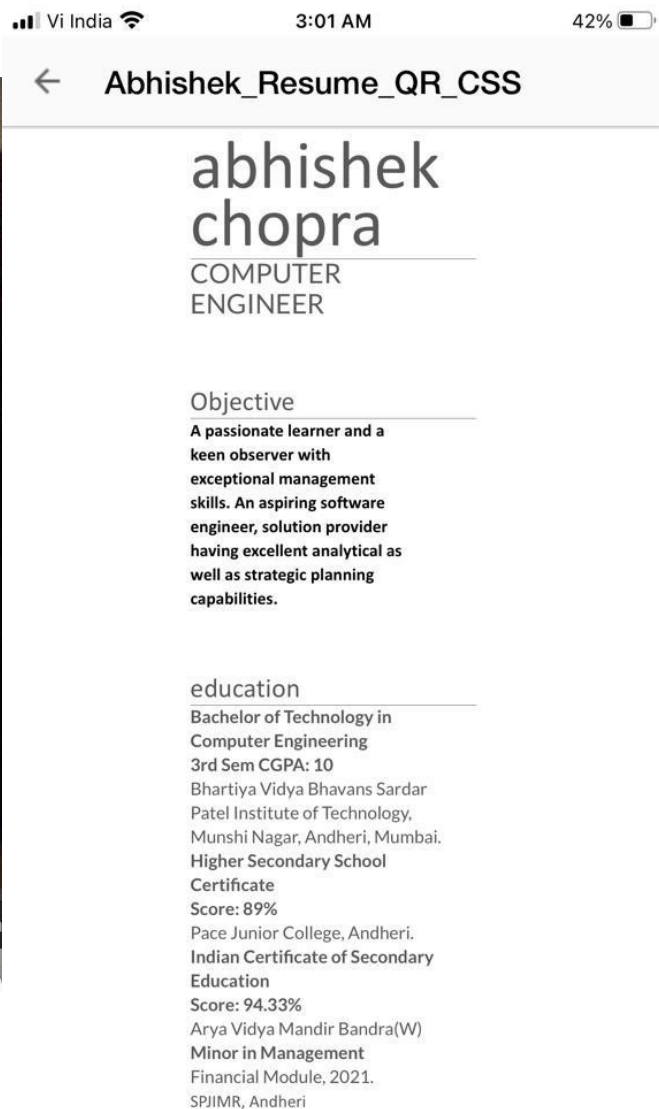 Vi India 3:01 AM 42%
Abhishek_Resume_QR_CSS
abhishek
chopra
COMPUTER
ENGINEER
Objective
A passionate learner and a
keen observer with
exceptional management
skills. An aspiring software
engineer, solution provider
having excellent analytical as
well as strategic planning
capabilities.
education
Bachelor of Technology in
Computer Engineering
3rd Sem CGPA: 10
Bhartiya Vidya Bhavans Sardar
Patel Institute of Technology,
Munshi Nagar, Andheri, Mumbai.
Higher Secondary School
Certificate
Score: 89%
Pace Junior College, Andheri.
Indian Certificate of Secondary
Education
Score: 94.33%
Arya Vidya Mandir Bandra(W)
Minor in Management
Financial Module, 2021.
SPJIMR, Andheri